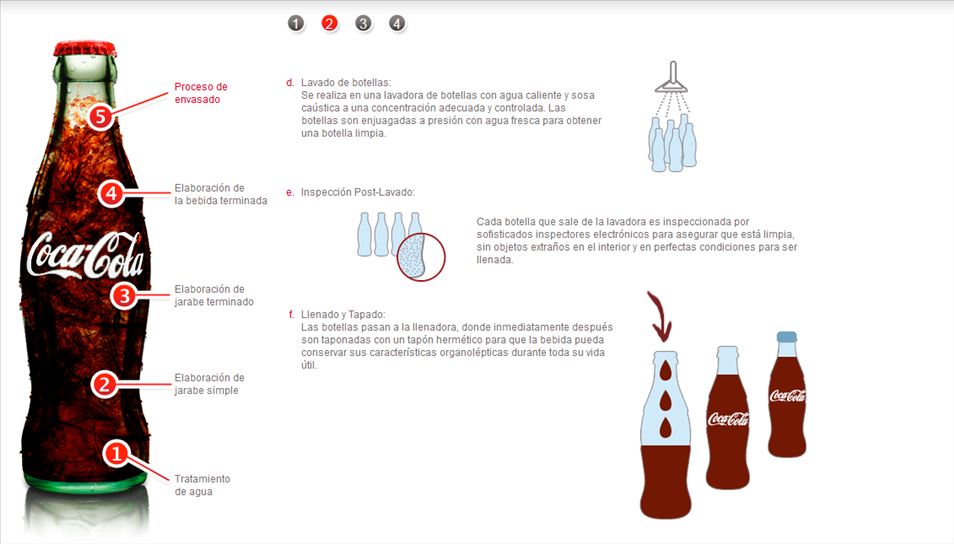 1 2 3 4
Proceso de
envasado
5
4
Elaboración de
la bebida terminada
Coca-Cola
3
Elaboración de
jarabe terminado
2
Elaboración de
jarabe simple
1
Tratamiento
de agua
d. Lavado de botellas:
Se realiza en una lavadora de botellas con agua caliente y sosa
caústica a una concentración adecuada y controlada. Las
botellas son enjuagadas a presión con agua fresca para obtener
una botella limpia.
e. Inspección Post-Lavado:
Cada botella que sale de la lavadora es inspeccionada por
sofisticados inspectores electrónicos para asegurar que está limpia,
sin objetos extraños en el interior y en perfectas condiciones para ser
llenada.
f. Llenado y Tapado:
Las botellas pasan a la llenadora, donde inmediatamente después
son taponadas con un tapón hermético para que la bebida pueda
conservar sus características organolépticas durante toda su vida
útil.
Coca-Cola
Coca-Cola